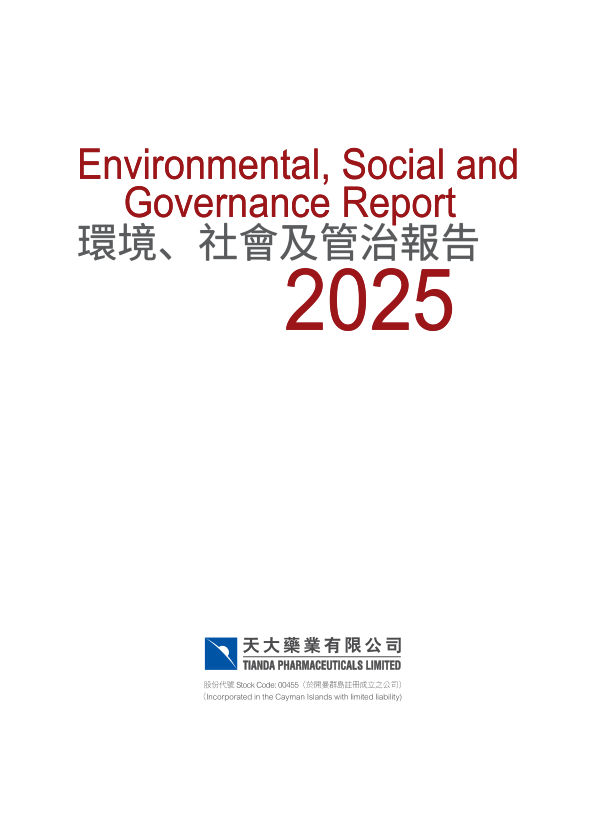 Environmental, Social and
Governance Report
環境、社會及管治報告
2025
天大藥業有限公司
TIANDA PHARMACEUTICALS LIMITED
股份代號 Stock Code: 00455（於開曼群島註冊成立之公司）
(Incorporated in the Cayman Islands with limited liability)